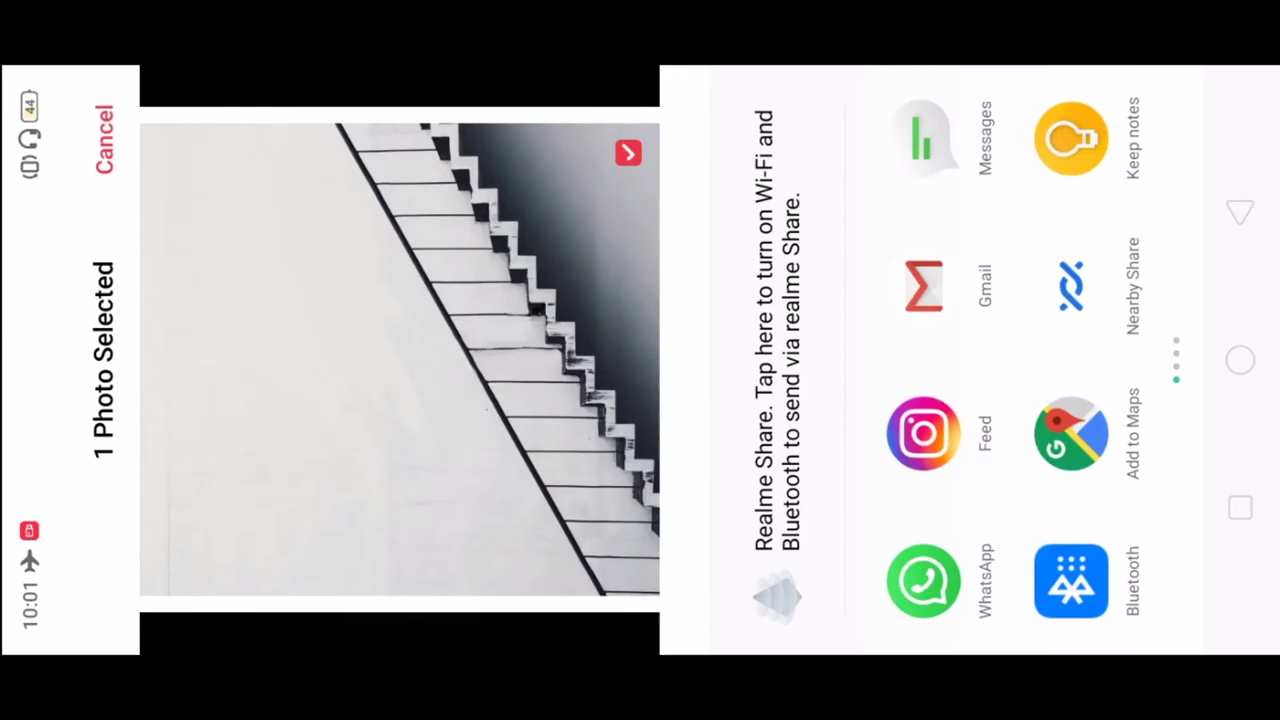 10:01
44
1 Photo Selected
Cancel
Realme Share. Tap here to turn on Wi-Fi and
Bluetooth to send via realme Share.
WhatsApp
Feed
Gmail
Messages
Bluetooth
Add to Maps
Nearby Share
Keep notes